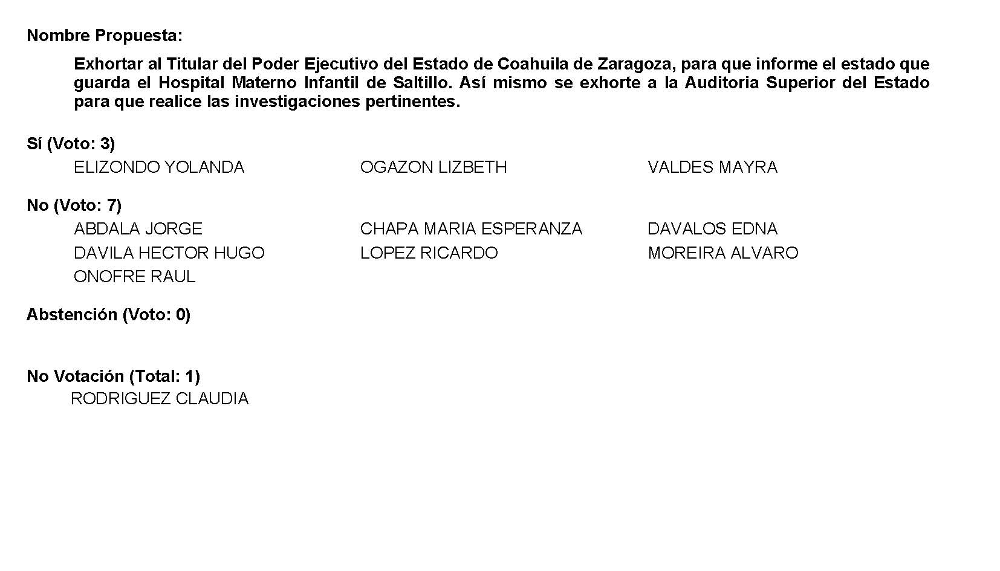 Nombre Propuesta:
Exhortar al Titular del Poder Ejecutivo del Estado de Coahuila de Zaragoza, para que informe el estado que
guarda el Hospital Materno Infantil de Saltillo. Así mismo se exhorte a la Auditoria Superior del Estado
para que realice las investigaciones pertinentes.
Sí (Voto: 3)
ELIZONDO YOLANDA OGAZON LIZBETH VALDES MAYRA
No (Voto: 7)
ABDALA JORGE CHAPA MARIA ESPERANZA DAVALOS EDNA
DAVILA HECTOR HUGO LOPEZ RICARDO MOREIRA ALVARO
ONOFRE RAUL
Abstención (Voto: 0)
No Votación (Total: 1)
RODRIGUEZ CLAUDIA